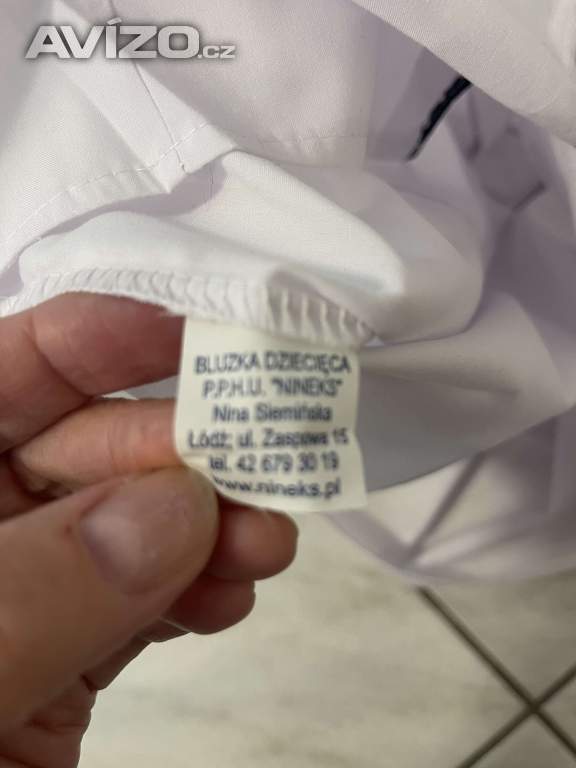 AVÍZO.cz
BLUZKA DZIECIĘCA
P.P.H.U. "NINEKS"
Nina Siemińska
Łódź; ul. Zaspowa 15
tel. 42 679 30 19
www.nineks.pl